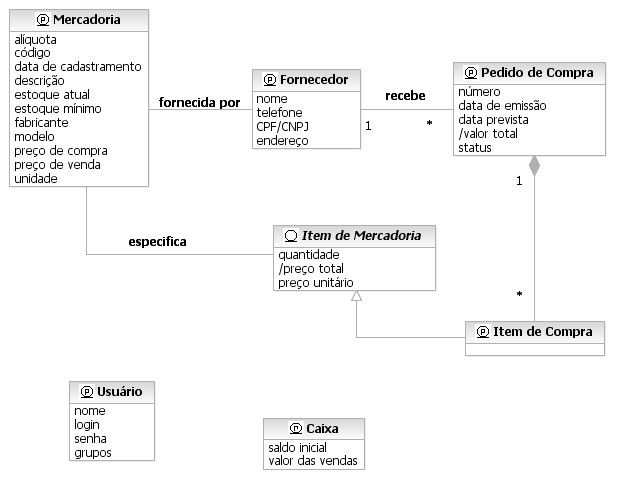 Mercadoria
alíquota
código
data de cadastramento
descrição
estoque atual
estoque mínimo
fabricante
modelo
preço de compra
preço de venda
unidade
fornecida por
Fornecedor
nome
telefone
CPF/CNPJ
endereço
recebe
1
*
Pedido de Compra
número
data de emissão
data prevista
/valor total
status
1
*
especifica
Item de Mercadoria
quantidade
/preço total
preço unitário
Item de Compra
Usuário
nome
login
senha
grupos
Caixa
saldo inicial
valor das vendas